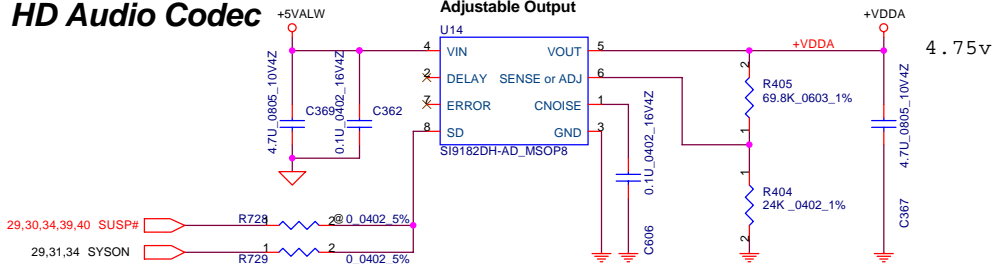 HD Audio Codec
+5VALW
Adjustable Output
+VDDA
U14
4 VIN VOUT 5
+VDDA
4.75v
2 DELAY SENSE or ADJ 6
7 ERROR CNOISE 1
8 SD GND 3
SI9182DH-AD_MSOP8
4.7U_0805_10V4Z
C369
0.1U_0402_16V4Z
C362
0.1U_0402_16V4Z
C606
2
R405
69.8K_0603_1%
1
1
R404
24K _0402_1%
2
4.7U_0805_10V4Z
C367
29,30,34,39,40 SUSP#
R728
1 2 @ 0_0402_5%
29,31,34 SYSON
R729
1 2 0_0402_5%